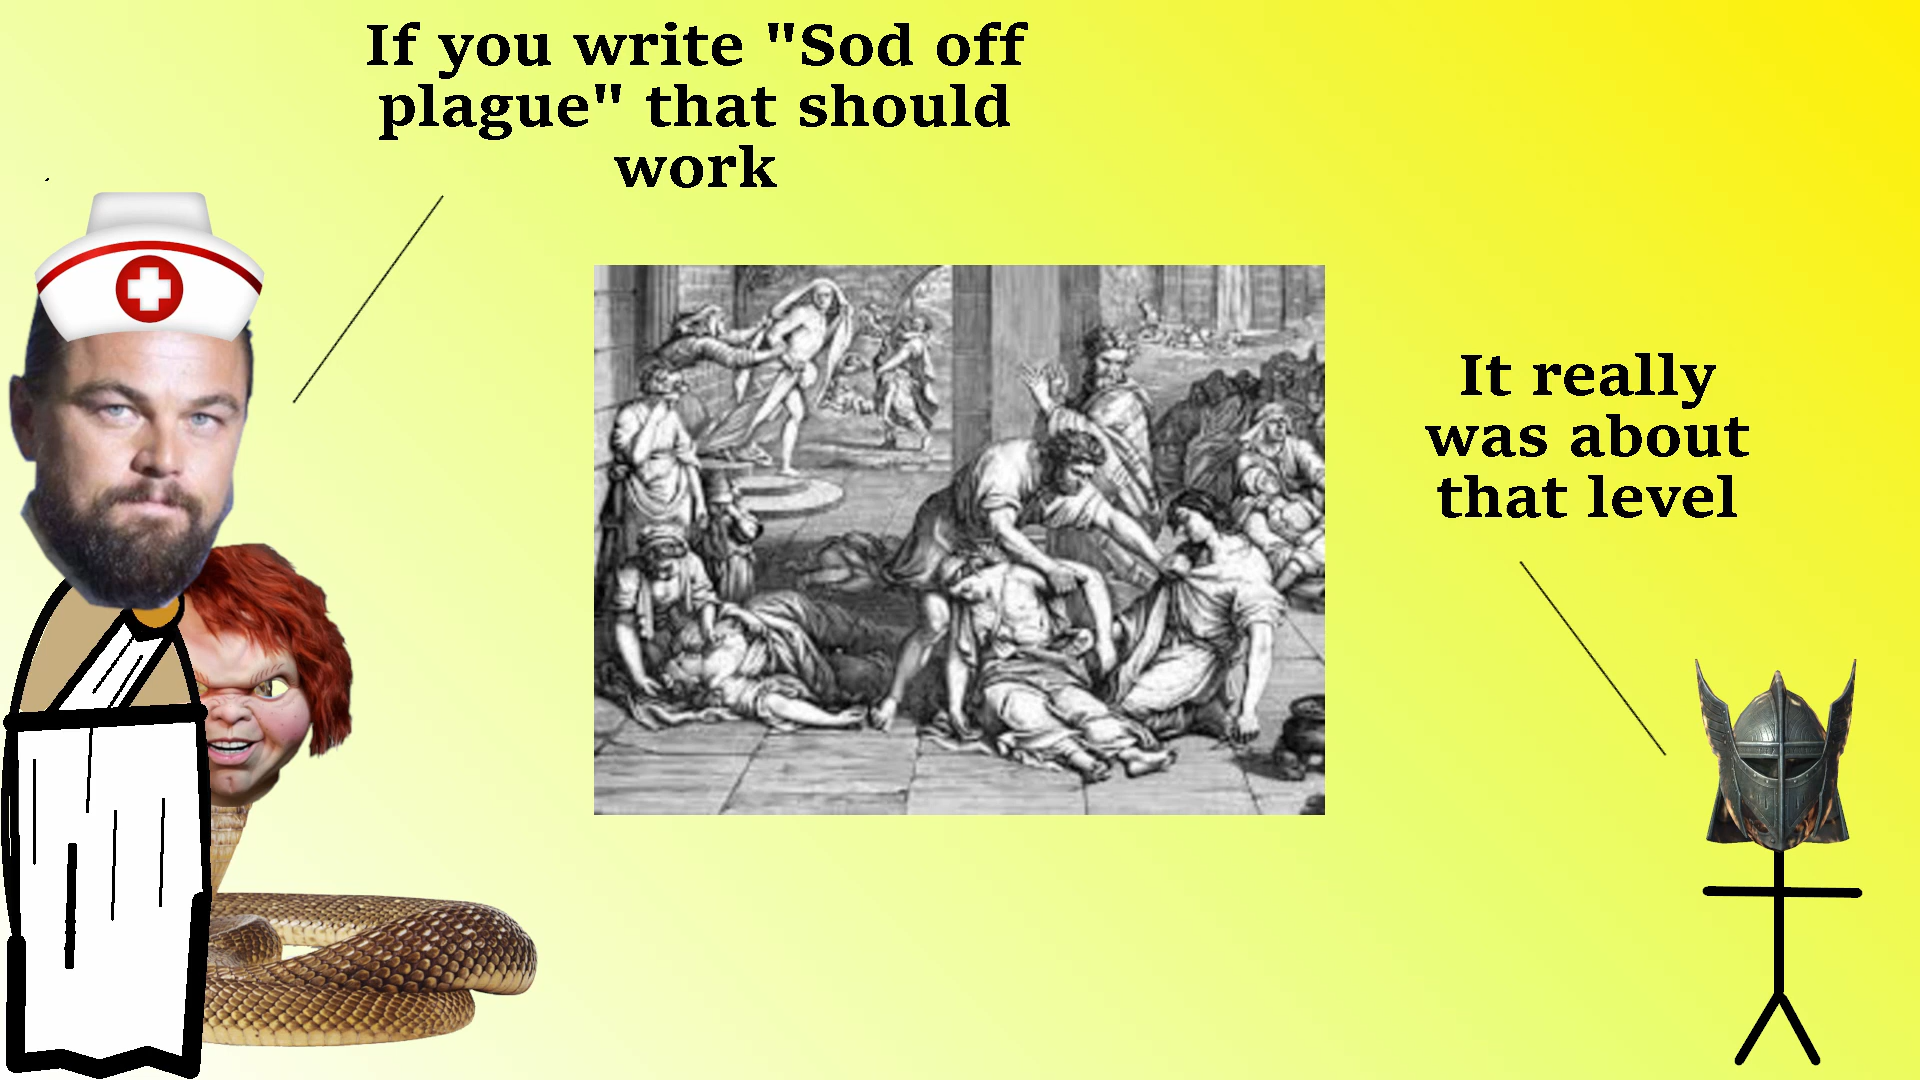 If you write "Sod off
plague" that should
work
It really
was about
that level